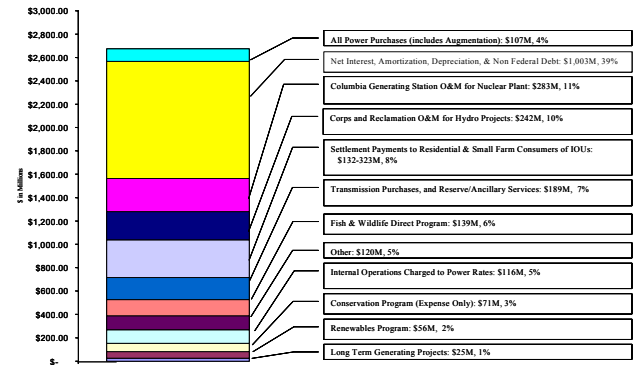 $3,000.00
$2,800.00
$2,600.00
$2,400.00
$2,200.00
$2,000.00
$1,800.00
$1,600.00
$1,400.00
$1,200.00
$1,000.00
$800.00
$600.00
$400.00
$200.00
$-
$ in Millions
All Power Purchases (includes Augmentation): $107M, 4%
Net Interest, Amortization, Depreciation, & Non Federal Debt: $1,003M, 39%
Columbia Generating Station O&M for Nuclear Plant: $283M, 11%
Corps and Reclamation O&M for Hydro Projects: $242M, 10%
Settlement Payments to Residential & Small Farm Consumers of IOUs:
$132-323M, 8%
Transmission Purchases, and Reserve/Ancillary Services: $189M, 7%
Fish & Wildlife Direct Program: $139M, 6%
Other: $120M, 5%
Internal Operations Charged to Power Rates: $116M, 5%
Conservation Program (Expense Only): $71M, 3%
Renewables Program: $56M, 2%
Long Term Generating Projects: $25M, 1%